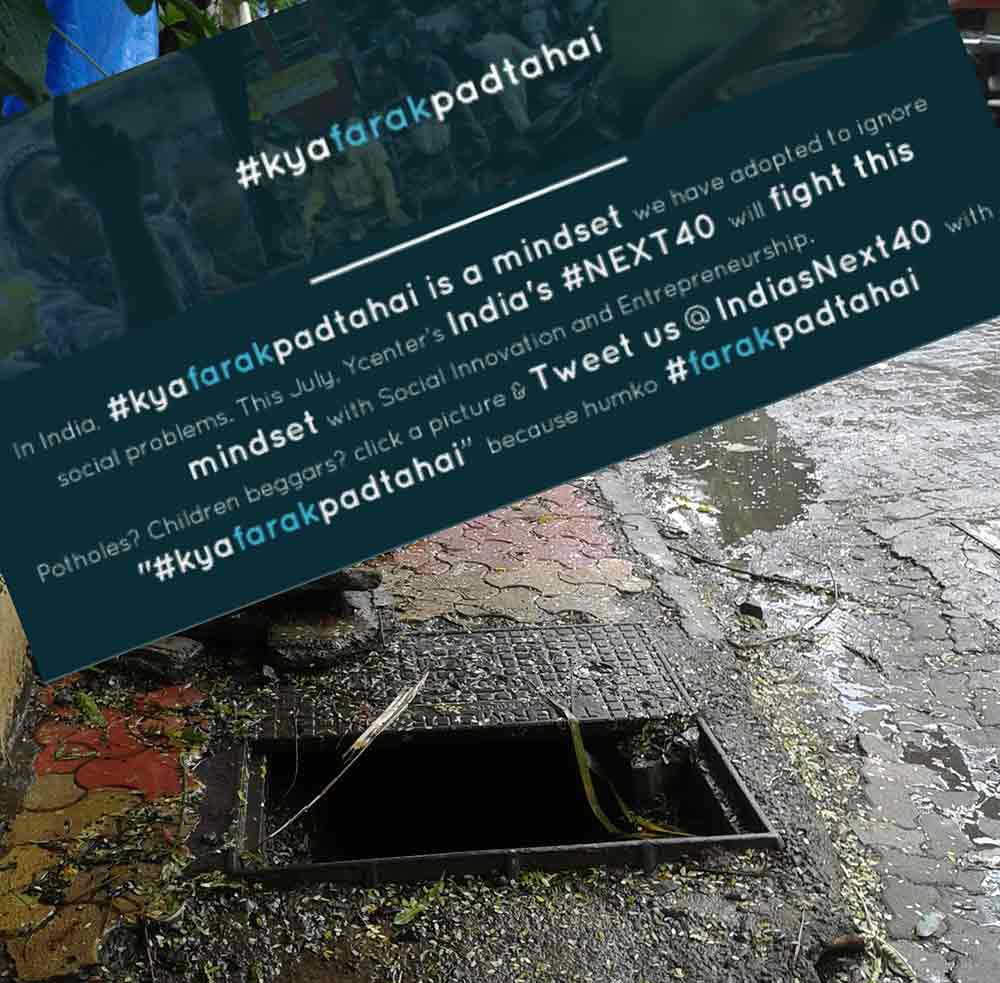 #kyafarakpadtahai
In India, #kyafarakpadtahai is a mindset we have adopted to ignore
social problems. This July, Ycenter's India's #NEXT40 will fight this
mindset with Social Innovation and Entrepreneurship.
Potholes? Children beggars? click a picture & Tweet us@IndiasNext40 with
"#kyafarakpadtahai" because humko #farakpadtahai